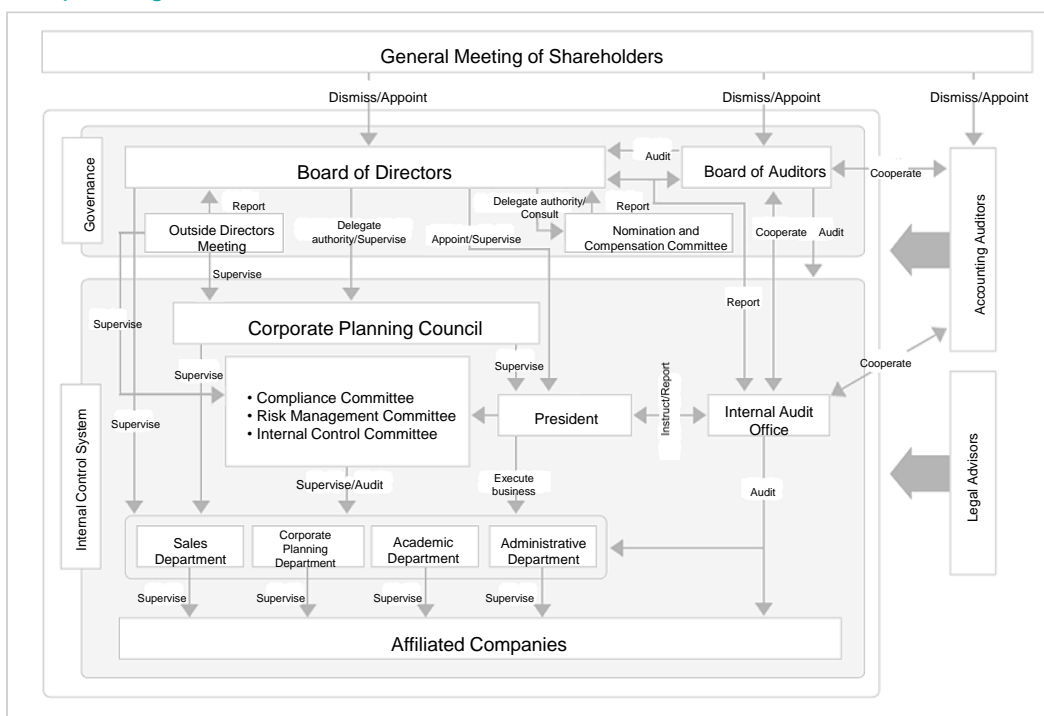 General Meeting of Shareholders
Dismiss/Appoint
Dismiss/Appoint
Dismiss/Appoint
Governance
Board of Directors
Audit
Board of Auditors
Cooperate
Accounting Auditors
Report
Delegate
authority/Supervise
Appoint/Supervise
Delegate authority/
Consult
Report
Outside Directors
Meeting
Nomination and
Compensation Committee
Cooperate
Audit
Supervise
Supervise
Report
Corporate Planning Council
Supervise
Supervise
Cooperate
Internal Control System
• Compliance Committee
• Risk Management Committee
• Internal Control Committee
President
Instruct/Report
Internal Audit
Office
Legal Advisors
Supervise
Supervise/Audit
Execute
business
Audit
Sales
Department
Corporate
Planning
Department
Academic
Department
Administrative
Department
Supervise
Supervise
Supervise
Supervise
Affiliated Companies